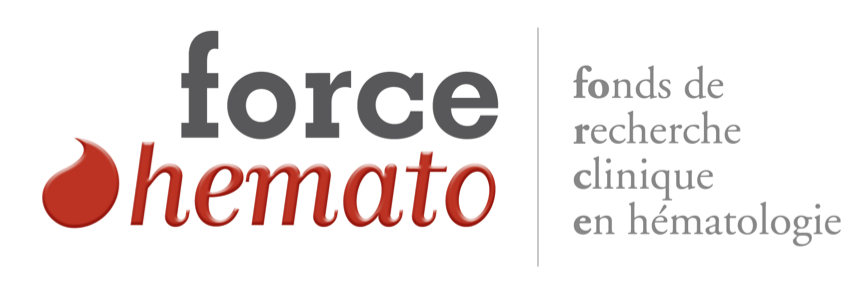 force
hemato
fonds de
recherche
clinique
en hématologie